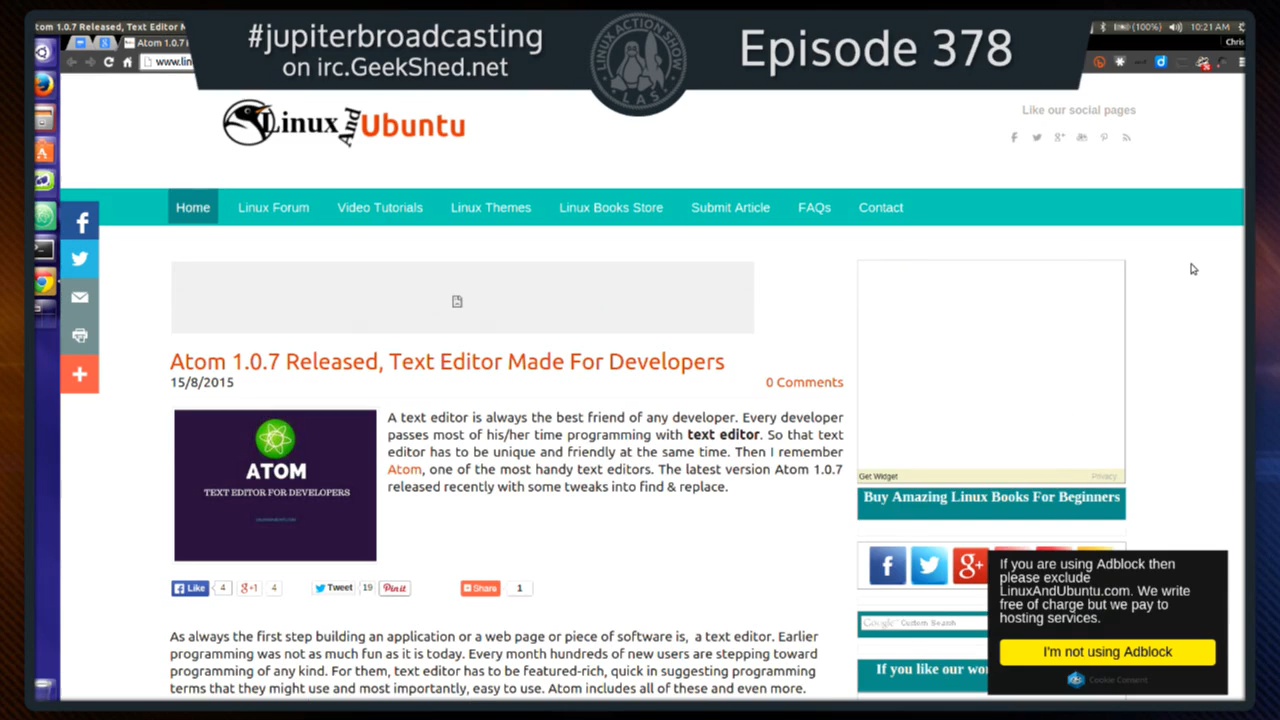 #jupiterbroadcasting
on irc.GeekShed.net
LINUX ACTION SHOW
L.A.S.
Episode 378
tom 1.0.7 Released, Text Editor M
(100%)
10:21 AM
Atom 1.0.7
Chris
www.lin
Linux And Ubuntu
Like our social pages
Home
Linux Forum
Video Tutorials
Linux Themes
Linux Books Store
Submit Article
FAQs
Contact
Atom 1.0.7 Released, Text Editor Made For Developers
15/8/2015
0 Comments
ATOM
TEXT EDITOR FOR DEVELOPERS
A text editor is always the best friend of any developer. Every developer
passes most of his/her time programming with text editor. So that text
editor has to be unique and friendly at the same time. Then I remember
Atom, one of the most handy text editors. The latest version Atom 1.0.7
released recently with some tweaks into find & replace.
Get Widget
Privacy
Buy Amazing Linux Books For Beginners
Like 4
g+1 4
Tweet 19
Pinit
Share 1
Google Custom Search
If you like our wo
If you are using Adblock then
please exclude
LinuxAndUbuntu.com. We write
free of charge but we pay to
hosting services.
I'm not using Adblock
Cookie Consent
As always the first step building an application or a web page or piece of software is, a text editor. Earlier
programming was not as much fun as it is today. Every month hundreds of new users are stepping toward
programming of any kind. For them, text editor has to be featured-rich, quick in suggesting programming
terms that they might use and most importantly, easy to use. Atom includes all of these and even more.